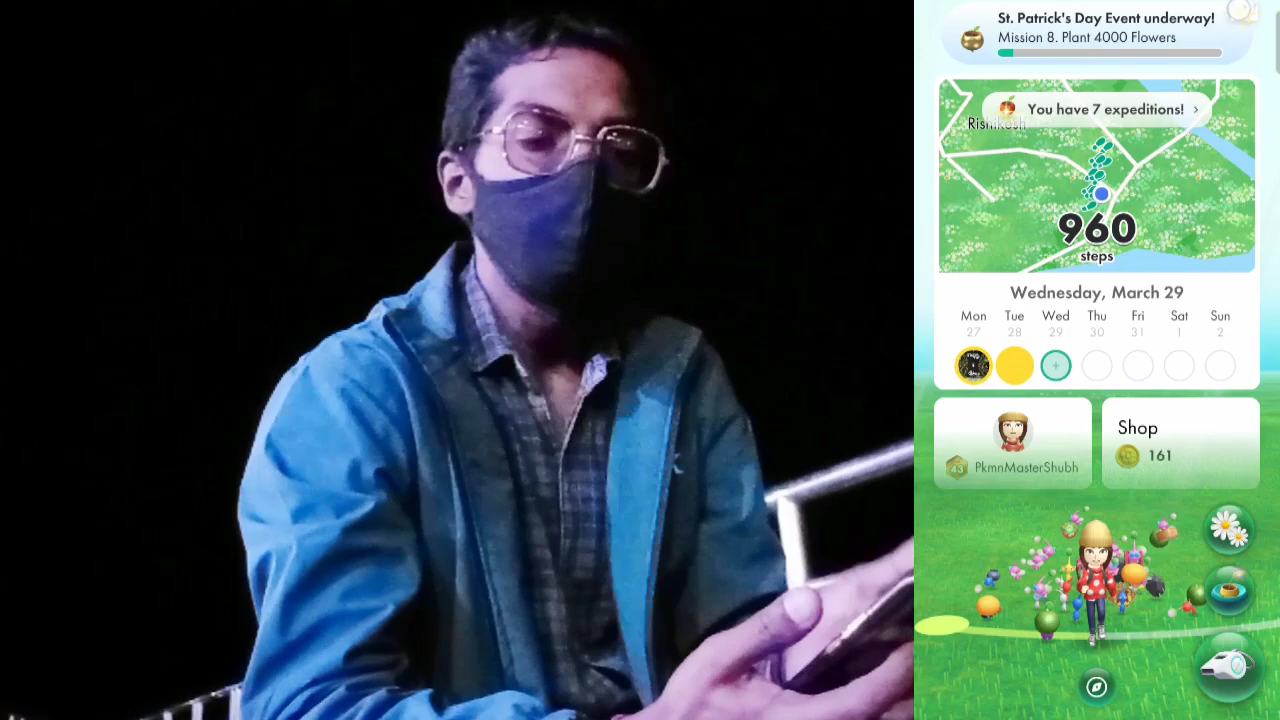 St. Patrick's Day Event underway!
Mission 8. Plant 4000 Flowers
You have 7 expeditions! ›
Rishikesh
960
steps
Wednesday, March 29
Mon Tue Wed Thu Fri Sat Sun
27 28 29 30 31 1 2
Shop
161
43 PkmnMasterShubh